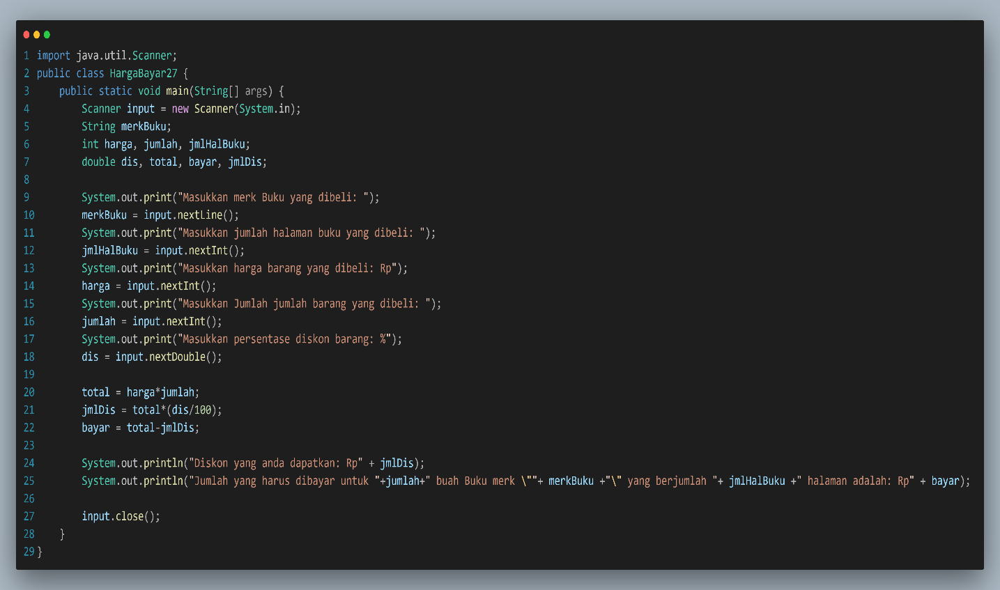 1 import java.util.Scanner;
2 public class HargaBayar27 {
3     public static void main(String[] args) {
4         Scanner input = new Scanner(System.in);
5         String merkBuku;
6         int harga, jumlah, jmlHalBuku;
7         double dis, total, bayar, jmlDis;
8
9         System.out.print("Masukkan merk Buku yang dibeli: ");
10         merkBuku = input.nextLine();
11         System.out.print("Masukkan jumlah halaman buku yang dibeli: ");
12         jmlHalBuku = input.nextInt();
13         System.out.print("Masukkan harga barang yang dibeli: Rp");
14         harga = input.nextInt();
15         System.out.print("Masukkan Jumlah jumlah barang yang dibeli: ");
16         jumlah = input.nextInt();
17         System.out.print("Masukkan persentase diskon barang: %");
18         dis = input.nextDouble();
19
20         total = harga*jumlah;
21         jmlDis = total*(dis/100);
22         bayar = total-jmlDis;
23
24         System.out.println("Diskon yang anda dapatkan: Rp" + jmlDis);
25         System.out.println("Jumlah yang harus dibayar untuk "+jumlah+" buah Buku merk \""+ merkBuku +"\" yang berjumlah "+ jmlHalBuku +" halaman adalah: Rp" + bayar);
26
27         input.close();
28     }
29 }